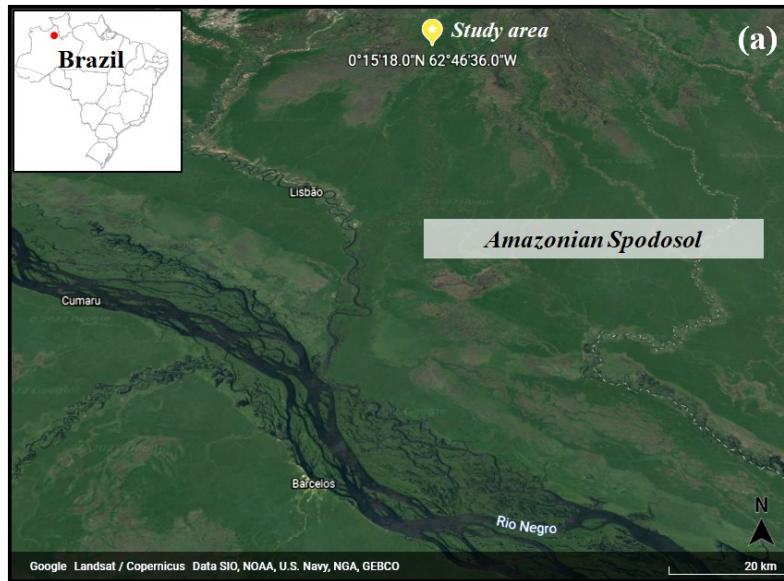 Brazil
Study area
(a)
0°15'18.0"N 62°46'36.0"W
Lisbão
Amazonian Spodosol
Cumaru
Barcelos
Rio Negro
N
Google Landsat / Copernicus Data SIO, NOAA, U.S. Navy, NGA, GEBCO
20 km